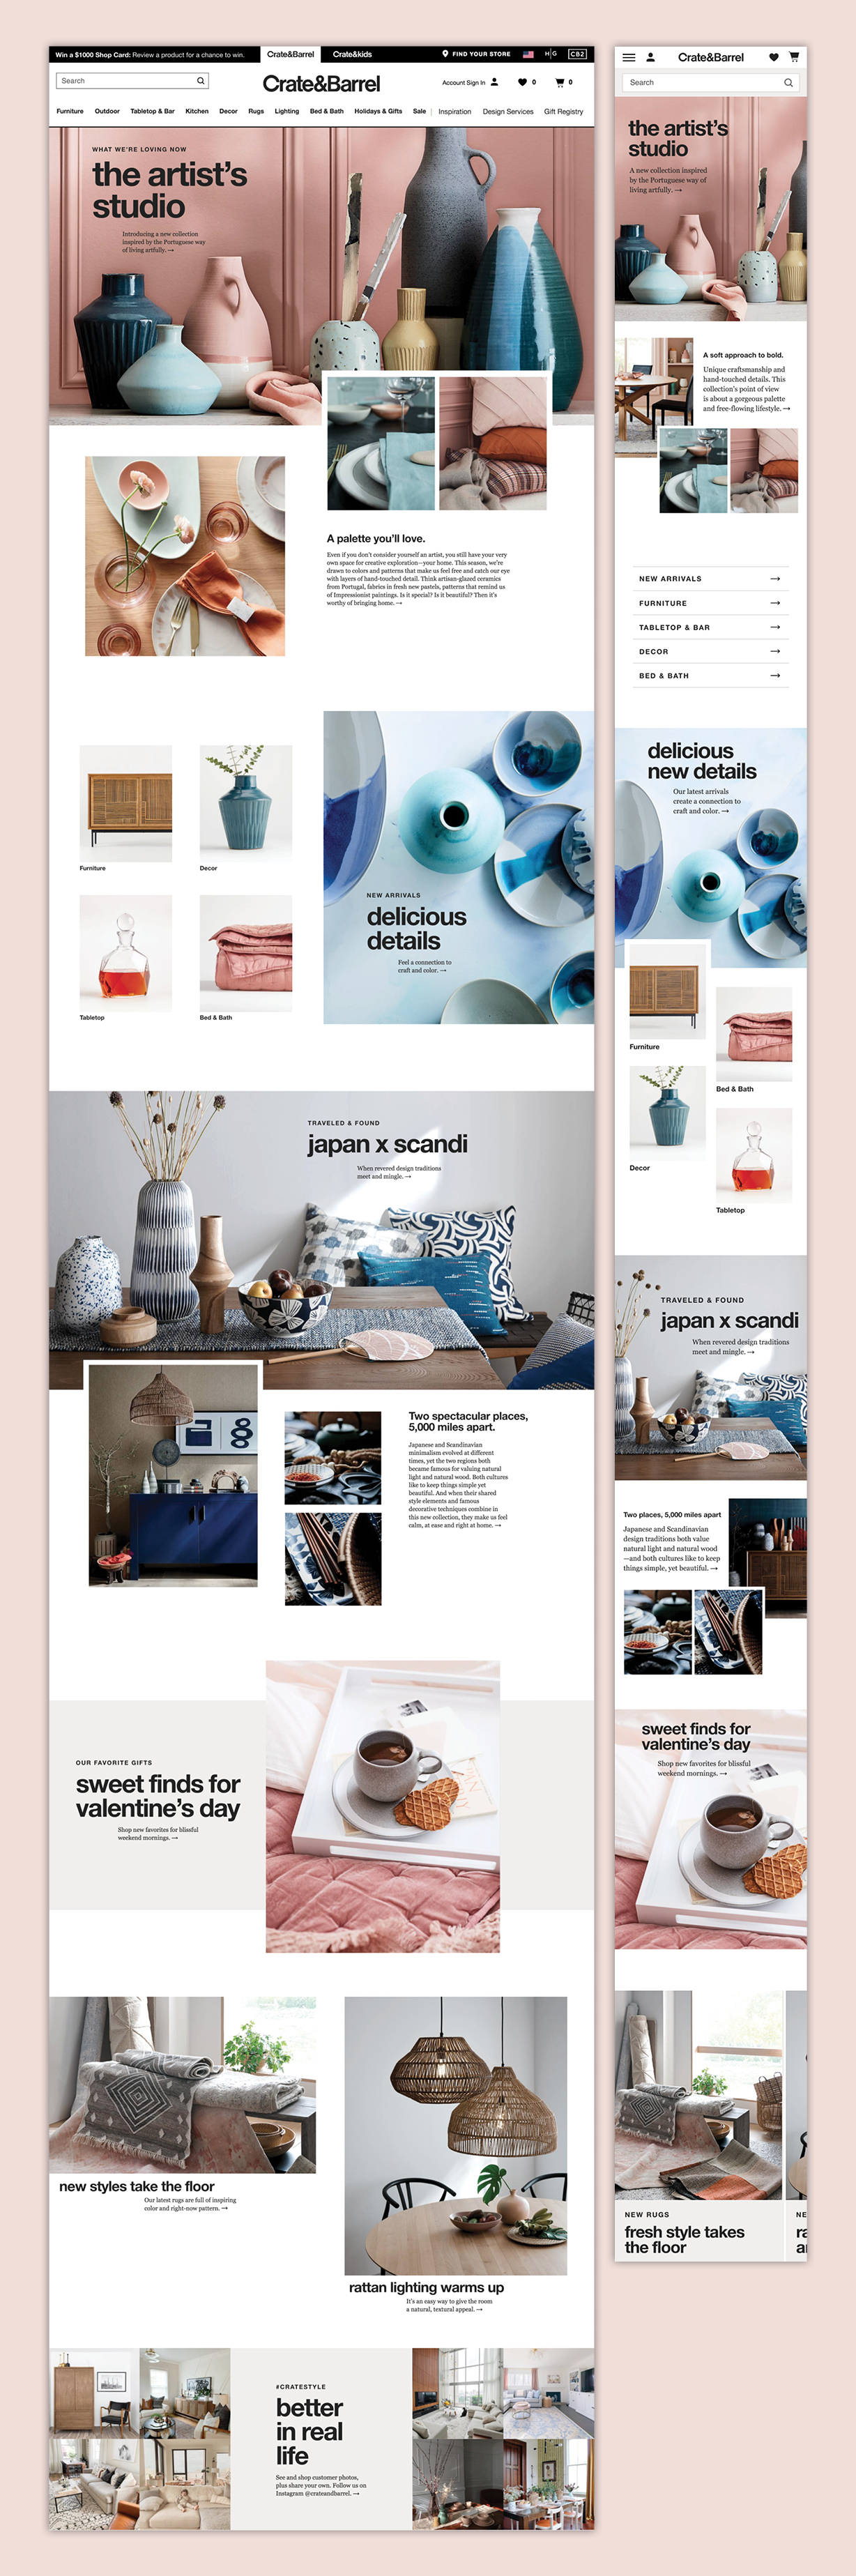 Win a $1000 Shop Card: Review a product for a chance to win.
Crate&Barrel
Crate&kids
FIND YOUR STORE
H|G
CB2
Search
Crate&Barrel
Account Sign In
0
0
Furniture Outdoor Tabletop & Bar Kitchen Decor Rugs Lighting Bed & Bath Holidays & Gifts Sale | Inspiration Design Services Gift Registry
WHAT WE'RE LOVING NOW
the artist's
studio
Introducing a new collection
inspired by the Portuguese way
of living artfully. →
A palette you'll love.
Even if you don't consider yourself an artist, you still have your very
own space for creative exploration—your home. This season, we're
drawn to colors and patterns that make us feel free and catch our eye
with layers of hand-touched detail. Think artisan-glazed ceramics
from Portugal, fabrics in fresh new pastels, patterns that remind us
of Impressionist paintings. Is it special? Is it beautiful? Then it's
worthy of bringing home. →
Furniture
Decor
Tabletop
Bed & Bath
NEW ARRIVALS
delicious
details
Feel a connection to
craft and color. →
TRAVELED & FOUND
japan x scandi
When revered design traditions
meet and mingle. →
Two spectacular places,
5,000 miles apart.
Japanese and Scandinavian
minimalism evolved at different
times, yet the two regions both
became famous for valuing natural
light and natural wood. Both cultures
like to keep things simple yet
beautiful. And when their shared
style elements and famous
decorative techniques combine in
this new collection, they make us feel
calm, at ease and right at home. →
OUR FAVORITE GIFTS
sweet finds for
valentine's day
Shop new favorites for blissful
weekend mornings. →
new styles take the floor
Our latest rugs are full of inspiring
color and right-now pattern. →
rattan lighting warms up
It's an easy way to give the room
a natural, textural appeal. →
#CRATESTYLE
better
in real
life
See and shop customer photos,
plus share your own. Follow us on
Instagram @crateandbarrel. →
Crate&Barrel
Search
the artist's
studio
A new collection inspired
by the Portuguese way of
living artfully. →
A soft approach to bold.
Unique craftsmanship and
hand-touched details. This
collection's point of view
is about a gorgeous palette
and free-flowing lifestyle. →
NEW ARRIVALS →
FURNITURE →
TABLETOP & BAR →
DECOR →
BED & BATH →
delicious
new details
Our latest arrivals
create a connection to
craft and color. →
Furniture
Bed & Bath
Decor
Tabletop
TRAVELED & FOUND
japan x scandi
When revered design traditions
meet and mingle. →
Two places, 5,000 miles apart
Japanese and Scandinavian
design traditions both value
natural light and natural wood
—and both cultures like to keep
things simple, yet beautiful. →
sweet finds for
valentine's day
Shop new favorites for blissful
weekend mornings. →
NEW RUGS
fresh style takes
the floor
NE
ra